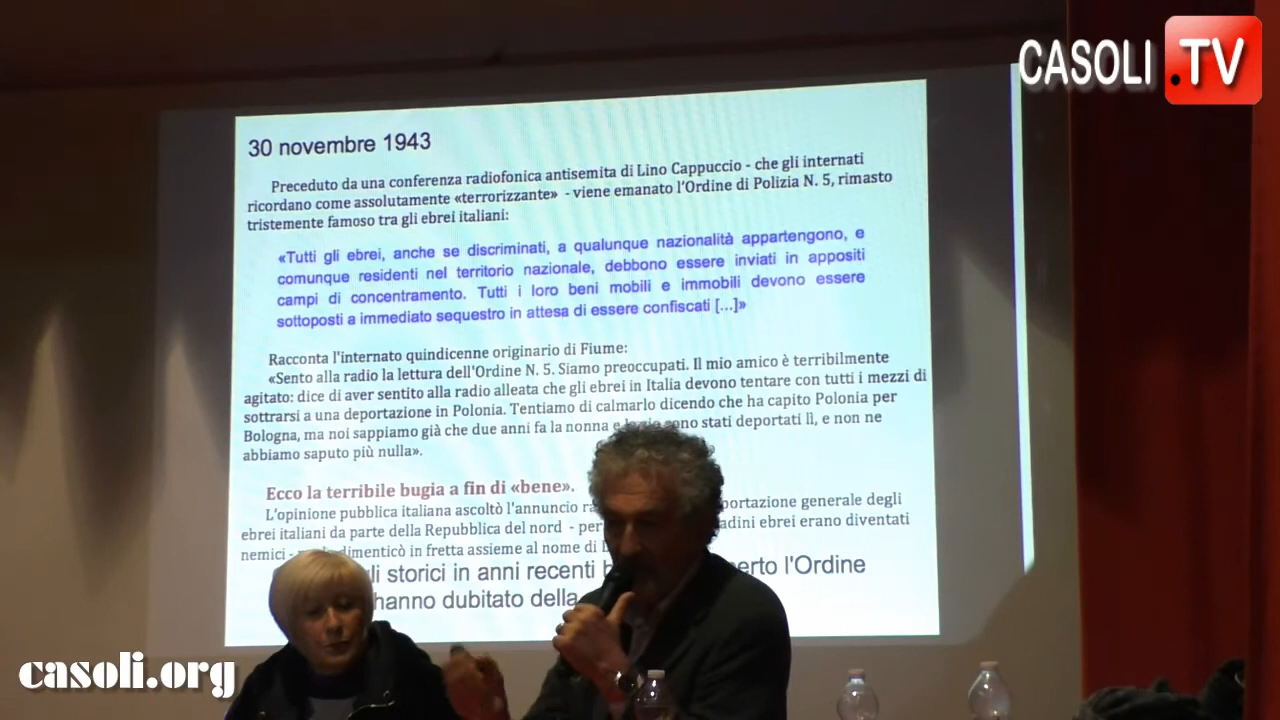 CASOLI .TV
30 novembre 1943
Preceduto da una conferenza radiofonica antisemita di Lino Cappuccio - che gli internati
ricordano come assolutamente «terrorizzante» - viene emanato l'Ordine di Polizia N. 5, rimasto
tristemente famoso tra gli ebrei italiani:
«Tutti gli ebrei, anche se discriminati, a qualunque nazionalità appartengono, e
comunque residenti nel territorio nazionale, debbono essere inviati in appositi
campi di concentramento. Tutti i loro beni mobili e immobili devono essere
sottoposti a immediato sequestro in attesa di essere confiscati [...]»
Racconta l'internato quindicenne originario di Fiume:
«Sento alla radio la lettura dell'Ordine N. 5. Siamo preoccupati. Il mio amico è terribilmente
agitato: dice di aver sentito alla radio alleata che gli ebrei in Italia devono tentare con tutti i mezzi di
sottrarsi a una deportazione in Polonia. Tentiamo di calmarlo dicendo che ha capito Polonia per
Bologna, ma noi sappiamo già che due anni fa la nonna e sono stati deportati lì, e non ne
abbiamo saputo più nulla».
Ecco la terribile bugia a fin di «bene».
L'opinione pubblica italiana ascoltò l'annuncio generale degli
ebrei italiani da parte della Repubblica del nord - ebrei erano diventati
nemici - dimenticò in fretta assieme al nome di
storici in anni recenti l'Ordine
hanno dubitato della
casoli.org